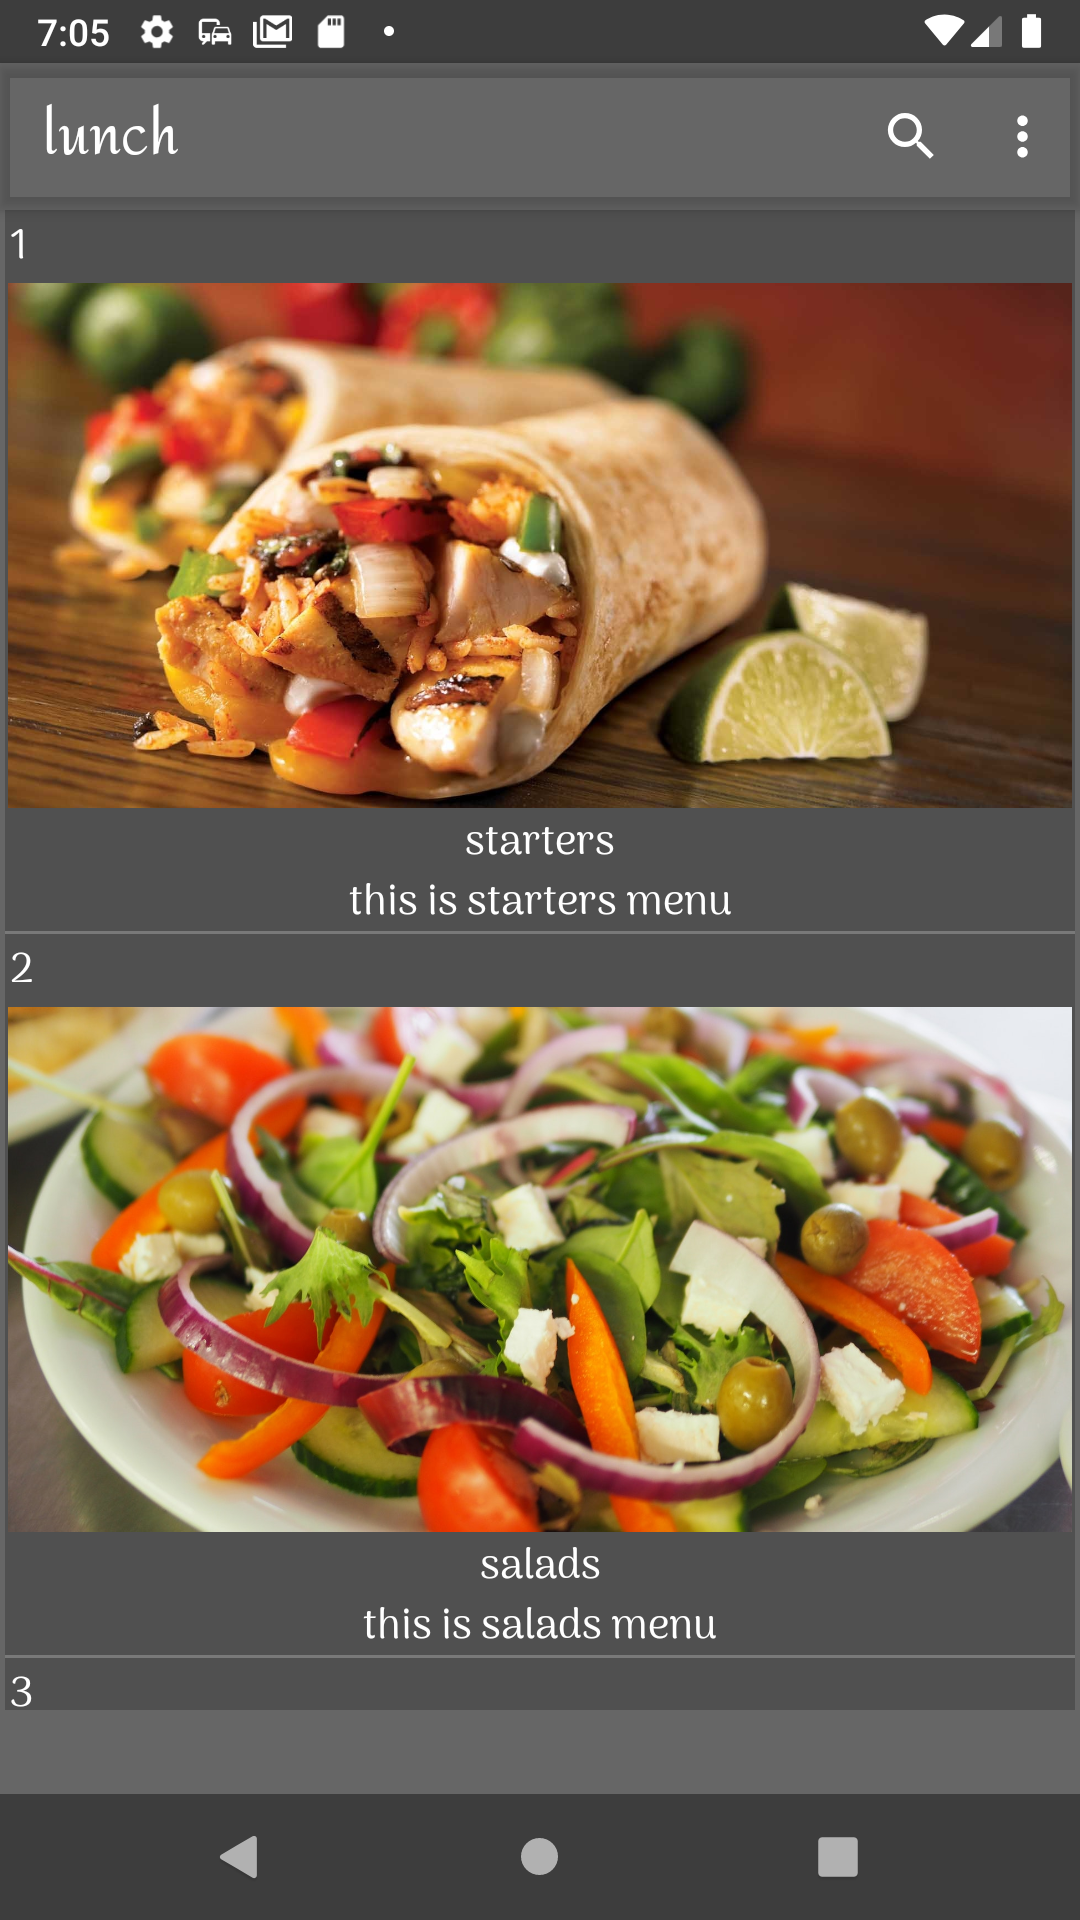 7:05
lunch
1
starters
this is starters menu
2
salads
this is salads menu
3